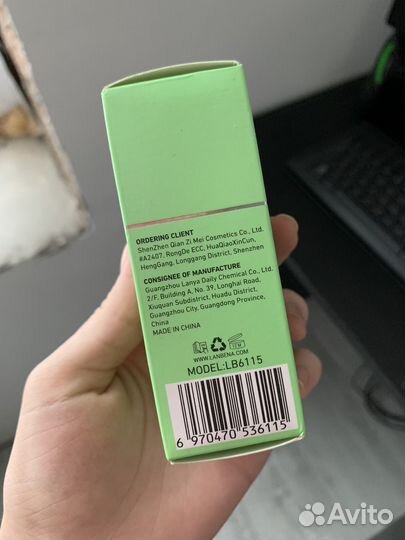 ORDERING CLIENT
ShenZhen Qian Zi Mei Cosmetics Co., Ltd.
#A2407, RongDe ECC, HuaQiaoXinCun,
HengGang, Longgang District, Shenzhen
CONSIGNEE OF MANUFACTURE
Guangzhou Lanya Daily Chemical Co., Ltd.
2/F, Building A, No. 39, Longhai Road,
Xiuquan Subdistrict, Huadu District,
Guangzhou City, Guangdong Province,
China
MADE IN CHINA
WWW.LANBENA.COM
MODEL:LB6115
6 970470 536115
Avito